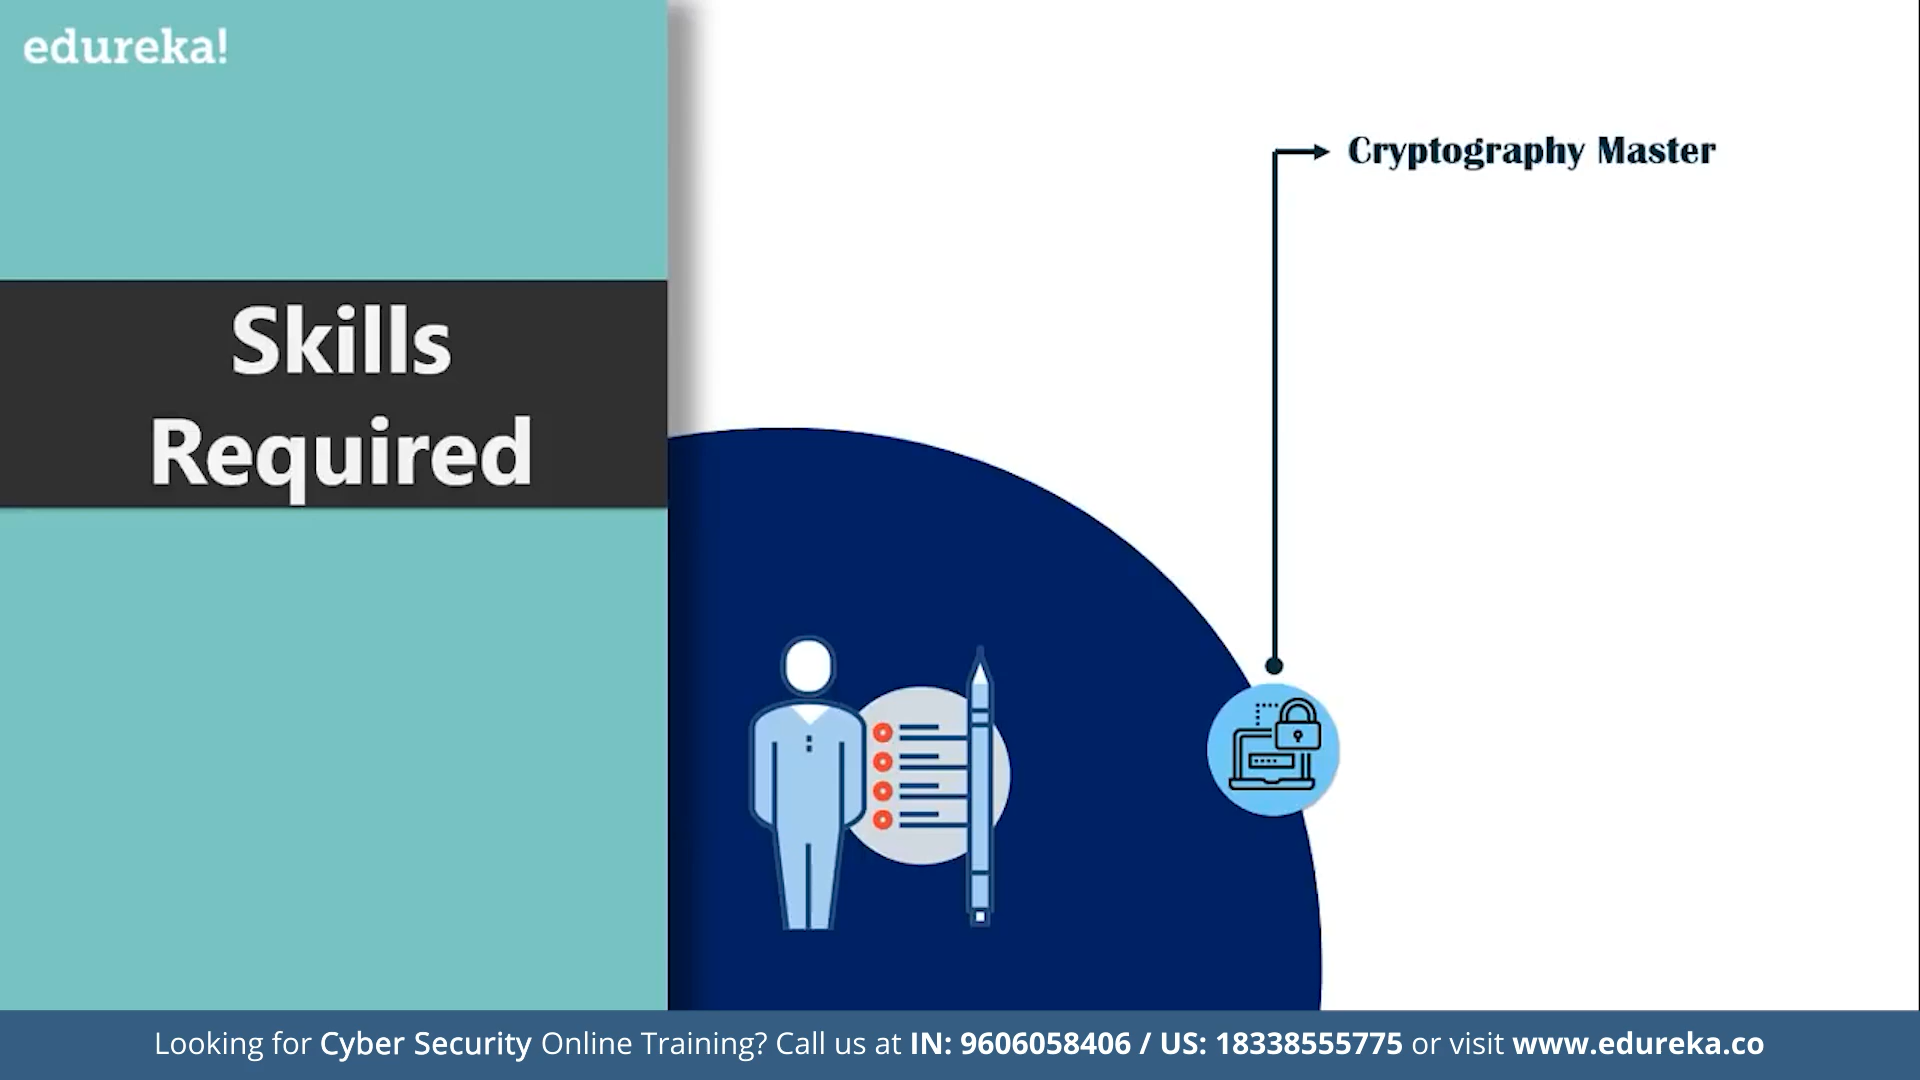 edureka!
Skills
Required
Cryptography Master
Looking for Cyber Security Online Training? Call us at IN: 9606058406 / US: 18338555775 or visit www.edureka.co